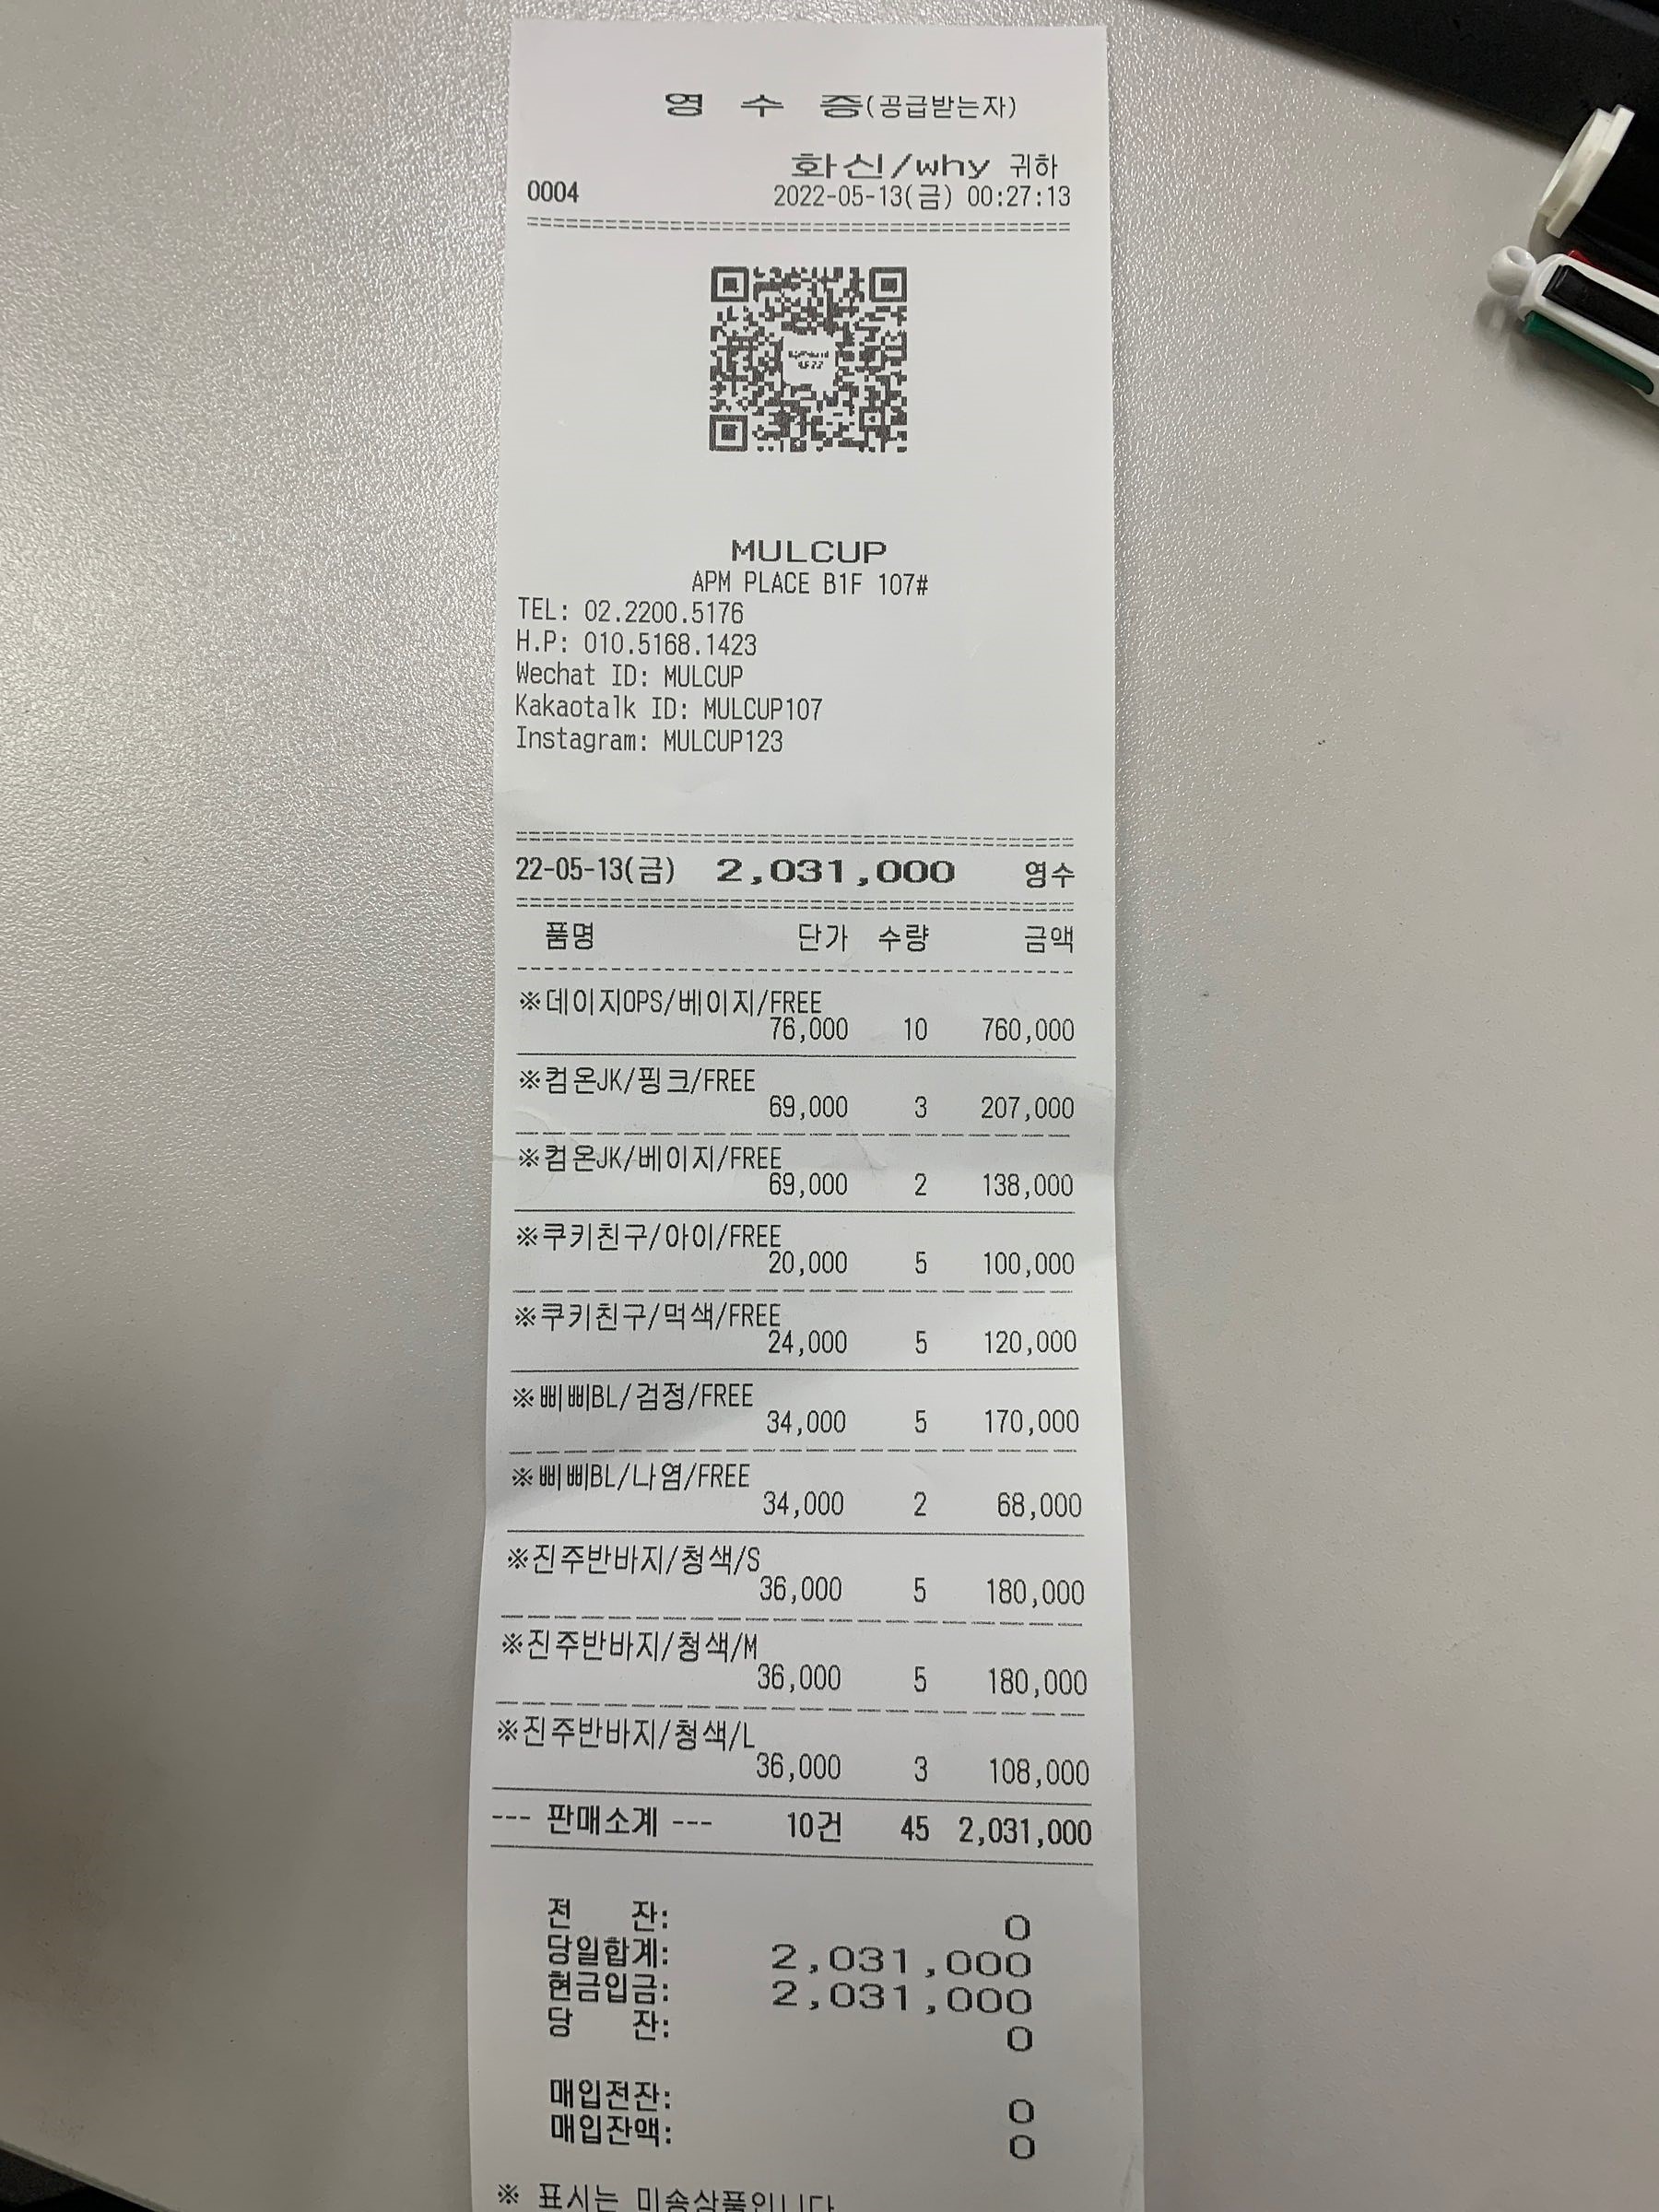 영 수 증(공급받는자)
화신/why 귀하
0004 2022-05-13(금) 00:27:13
MULCUP
APM PLACE B1F 107#
TEL: 02.2200.5176
H.P: 010.5168.1423
Wechat ID: MULCUP
Kakaotalk ID: MULCUP107
Instagram: MULCUP123
22-05-13(금) 2,031,000 영수
품명 단가 수량 금액
※데이지OPS/베이지/FREE
76,000 10 760,000
※컴온JK/핑크/FREE
69,000 3 207,000
※컴온JK/베이지/FREE
69,000 2 138,000
※쿠키친구/아이/FREE
20,000 5 100,000
※쿠키친구/먹색/FREE
24,000 5 120,000
※삐삐BL/검정/FREE
34,000 5 170,000
※삐삐BL/나염/FREE
34,000 2 68,000
※진주반바지/청색/S
36,000 5 180,000
※진주반바지/청색/M
36,000 5 180,000
※진주반바지/청색/L
36,000 3 108,000
--- 판매소계 --- 10건 45 2,031,000
전 잔: 0
당일합계: 2,031,000
현금입금: 2,031,000
당 잔: 0
매입전잔: 0
매입잔액: 0
※ 표시는 미송상품입니다